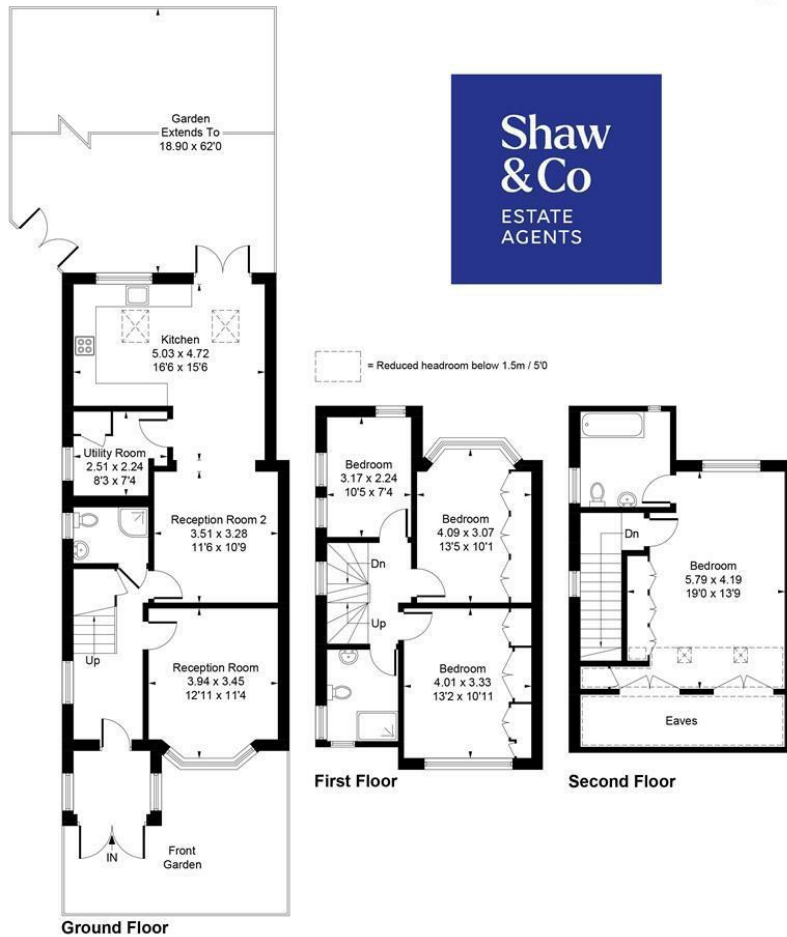 Garden
Extends To
18.90 x 62'0
Shaw
& Co
ESTATE
AGENTS
Kitchen
5.03 x 4.72
16'6 x 15'6
= Reduced headroom below 1.5m / 5'0
Utility Room
2.51 x 2.24
8'3 x 7'4
Reception Room 2
3.51 x 3.28
11'6 x 10'9
Up
Reception Room
3.94 x 3.45
12'11 x 11'4
IN
Front
Garden
Ground Floor
Bedroom
3.17 x 2.24
10'5 x 7'4
Bedroom
4.09 x 3.07
13'5 x 10'1
Dn
Up
Bedroom
4.01 x 3.33
13'2 x 10'11
First Floor
Dn
Bedroom
5.79 x 4.19
19'0 x 13'9
Eaves
Second Floor